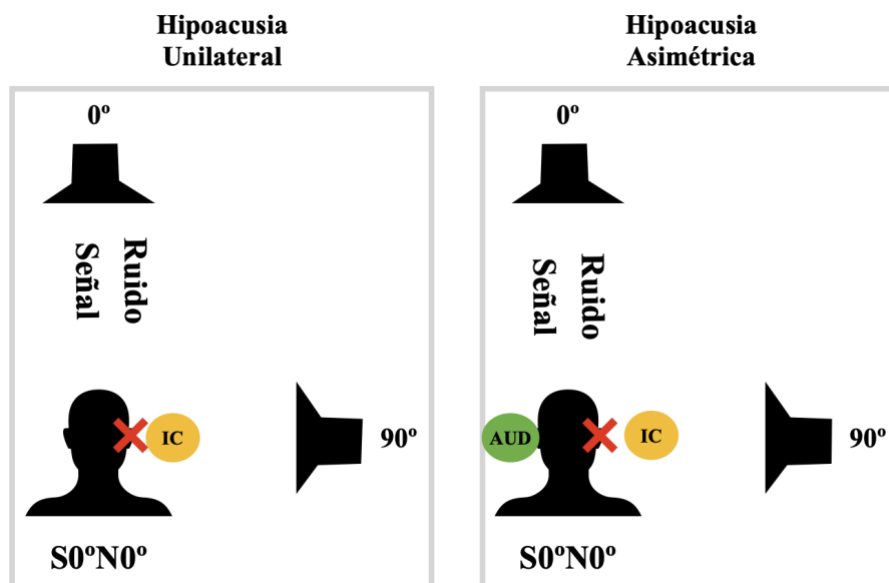 Hipoacusia
Unilateral
0º
Señal
Ruido
IC
90º
S0ºN0º
Hipoacusia
Asimétrica
0º
Señal
Ruido
AUD
IC
90º
S0ºN0º